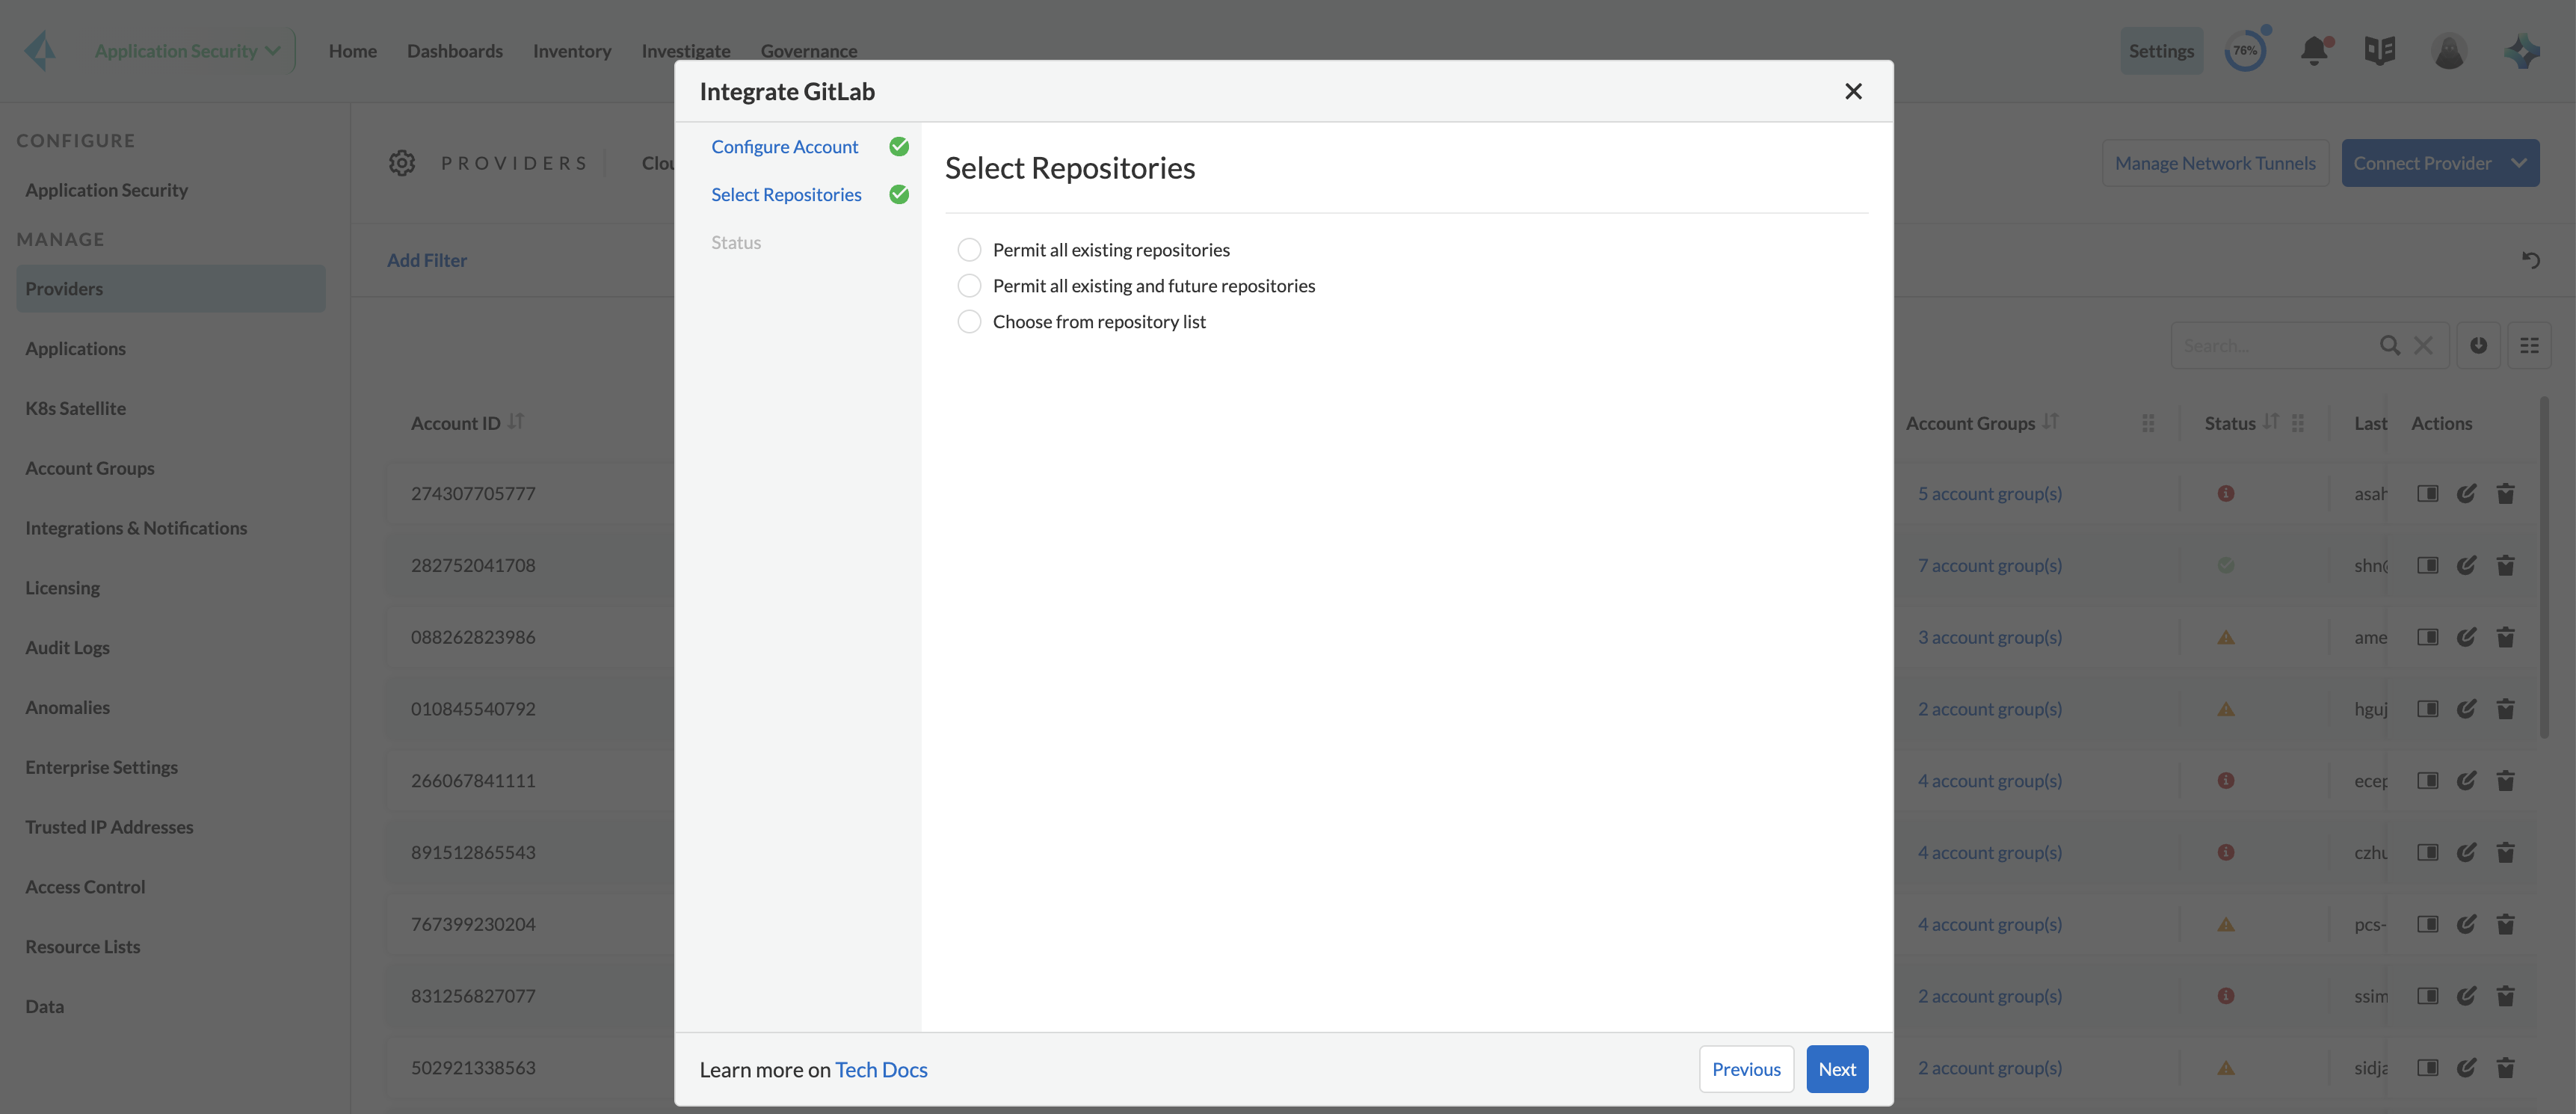 Application Security
Home
Dashboards
Inventory
Investigate
Governance
Settings
76%
CONFIGURE
Application Security
MANAGE
Providers
Applications
K8s Satellite
Account Groups
Integrations & Notifications
Licensing
Audit Logs
Anomalies
Enterprise Settings
Trusted IP Addresses
Access Control
Resource Lists
Data
PROVIDERS
Clou
Manage Network Tunnels
Connect Provider
Add Filter
Search...
Account ID
Account Groups
Status
Last
Actions
274307705777
5 account group(s)
asah
282752041708
7 account group(s)
shn@
088262823986
3 account group(s)
ame
010845540792
2 account group(s)
hguj
266067841111
4 account group(s)
ecep
891512865543
4 account group(s)
czhu
767399230204
4 account group(s)
pcs-
831256827077
2 account group(s)
ssim
502921338563
2 account group(s)
sidja
Integrate GitLab
Configure Account
Select Repositories
Status
Select Repositories
Permit all existing repositories
Permit all existing and future repositories
Choose from repository list
Learn more on Tech Docs
Previous
Next